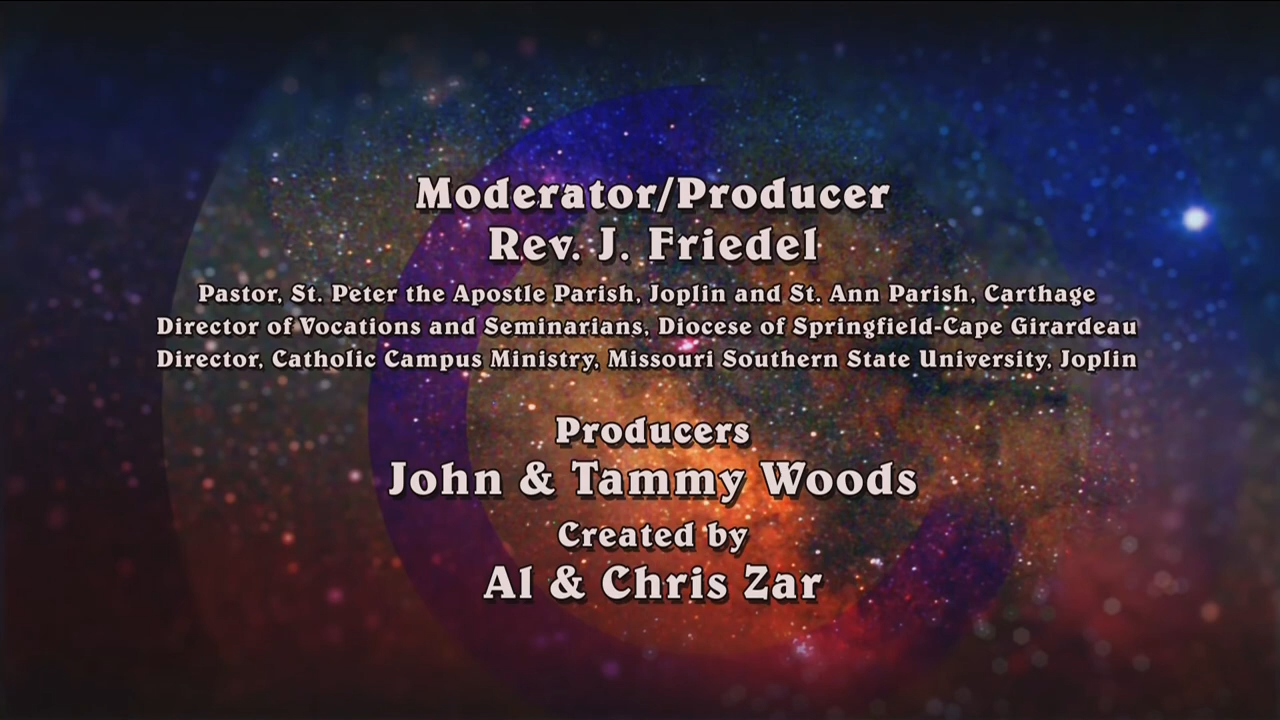 Moderator/Producer
Rev. J. Friedel
Pastor, St. Peter the Apostle Parish, Joplin and St. Ann Parish, Carthage
Director of Vocations and Seminarians, Diocese of Springfield-Cape Girardeau
Director, Catholic Campus Ministry, Missouri Southern State University, Joplin
Producers
John & Tammy Woods
Created by
Al & Chris Zar